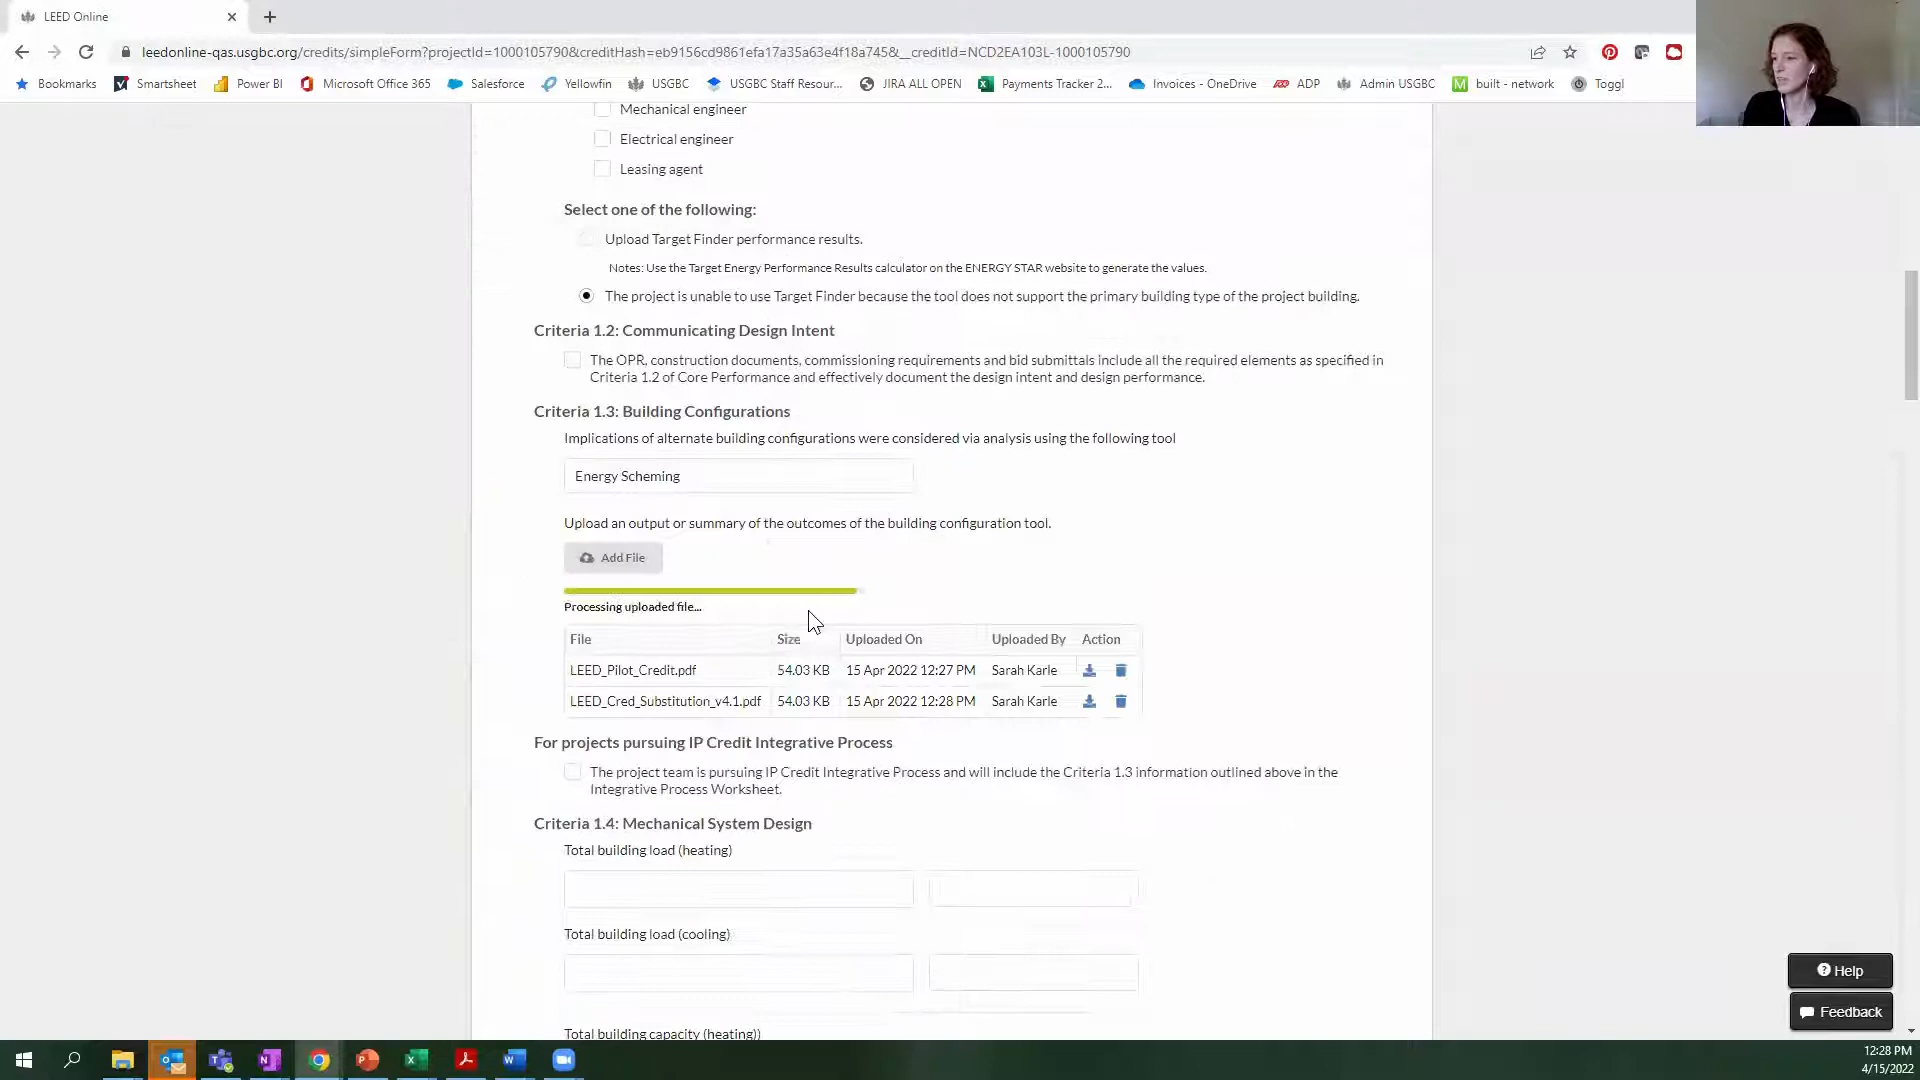 LEED Online
leedonline-qas.usgbc.org/credits/simpleForm?projectId=1000105790&creditHash=eb9156cd9861efa17a35a63e4f18a745&__creditId=NCD2EA103L-1000105790
Bookmarks Smartsheet Power BI Microsoft Office 365 Salesforce Yellowfin USGBC USGBC Staff Resour... JIRA ALL OPEN Payments Tracker 2... Invoices - OneDrive ADP Admin USGBC built - network Toggl
Mechanical engineer
Electrical engineer
Leasing agent
Select one of the following:
Upload Target Finder performance results.
Notes: Use the Target Energy Performance Results calculator on the ENERGY STAR website to generate the values.
The project is unable to use Target Finder because the tool does not support the primary building type of the project building.
Criteria 1.2: Communicating Design Intent
The OPR, construction documents, commissioning requirements and bid submittals include all the required elements as specified in
Criteria 1.2 of Core Performance and effectively document the design intent and design performance.
Criteria 1.3: Building Configurations
Implications of alternate building configurations were considered via analysis using the following tool
Energy Scheming
Upload an output or summary of the outcomes of the building configuration tool.
Add File
Processing uploaded file...
File Size Uploaded On Uploaded By Action
LEED_Pilot_Credit.pdf 54.03 KB 15 Apr 2022 12:27 PM Sarah Karle
LEED_Cred_Substitution_v4.1.pdf 54.03 KB 15 Apr 2022 12:28 PM Sarah Karle
For projects pursuing IP Credit Integrative Process
The project team is pursuing IP Credit Integrative Process and will include the Criteria 1.3 information outlined above in the
Integrative Process Worksheet.
Criteria 1.4: Mechanical System Design
Total building load (heating)
Total building load (cooling)
Total building capacity (heating))
Help
Feedback
12:28 PM
4/15/2022